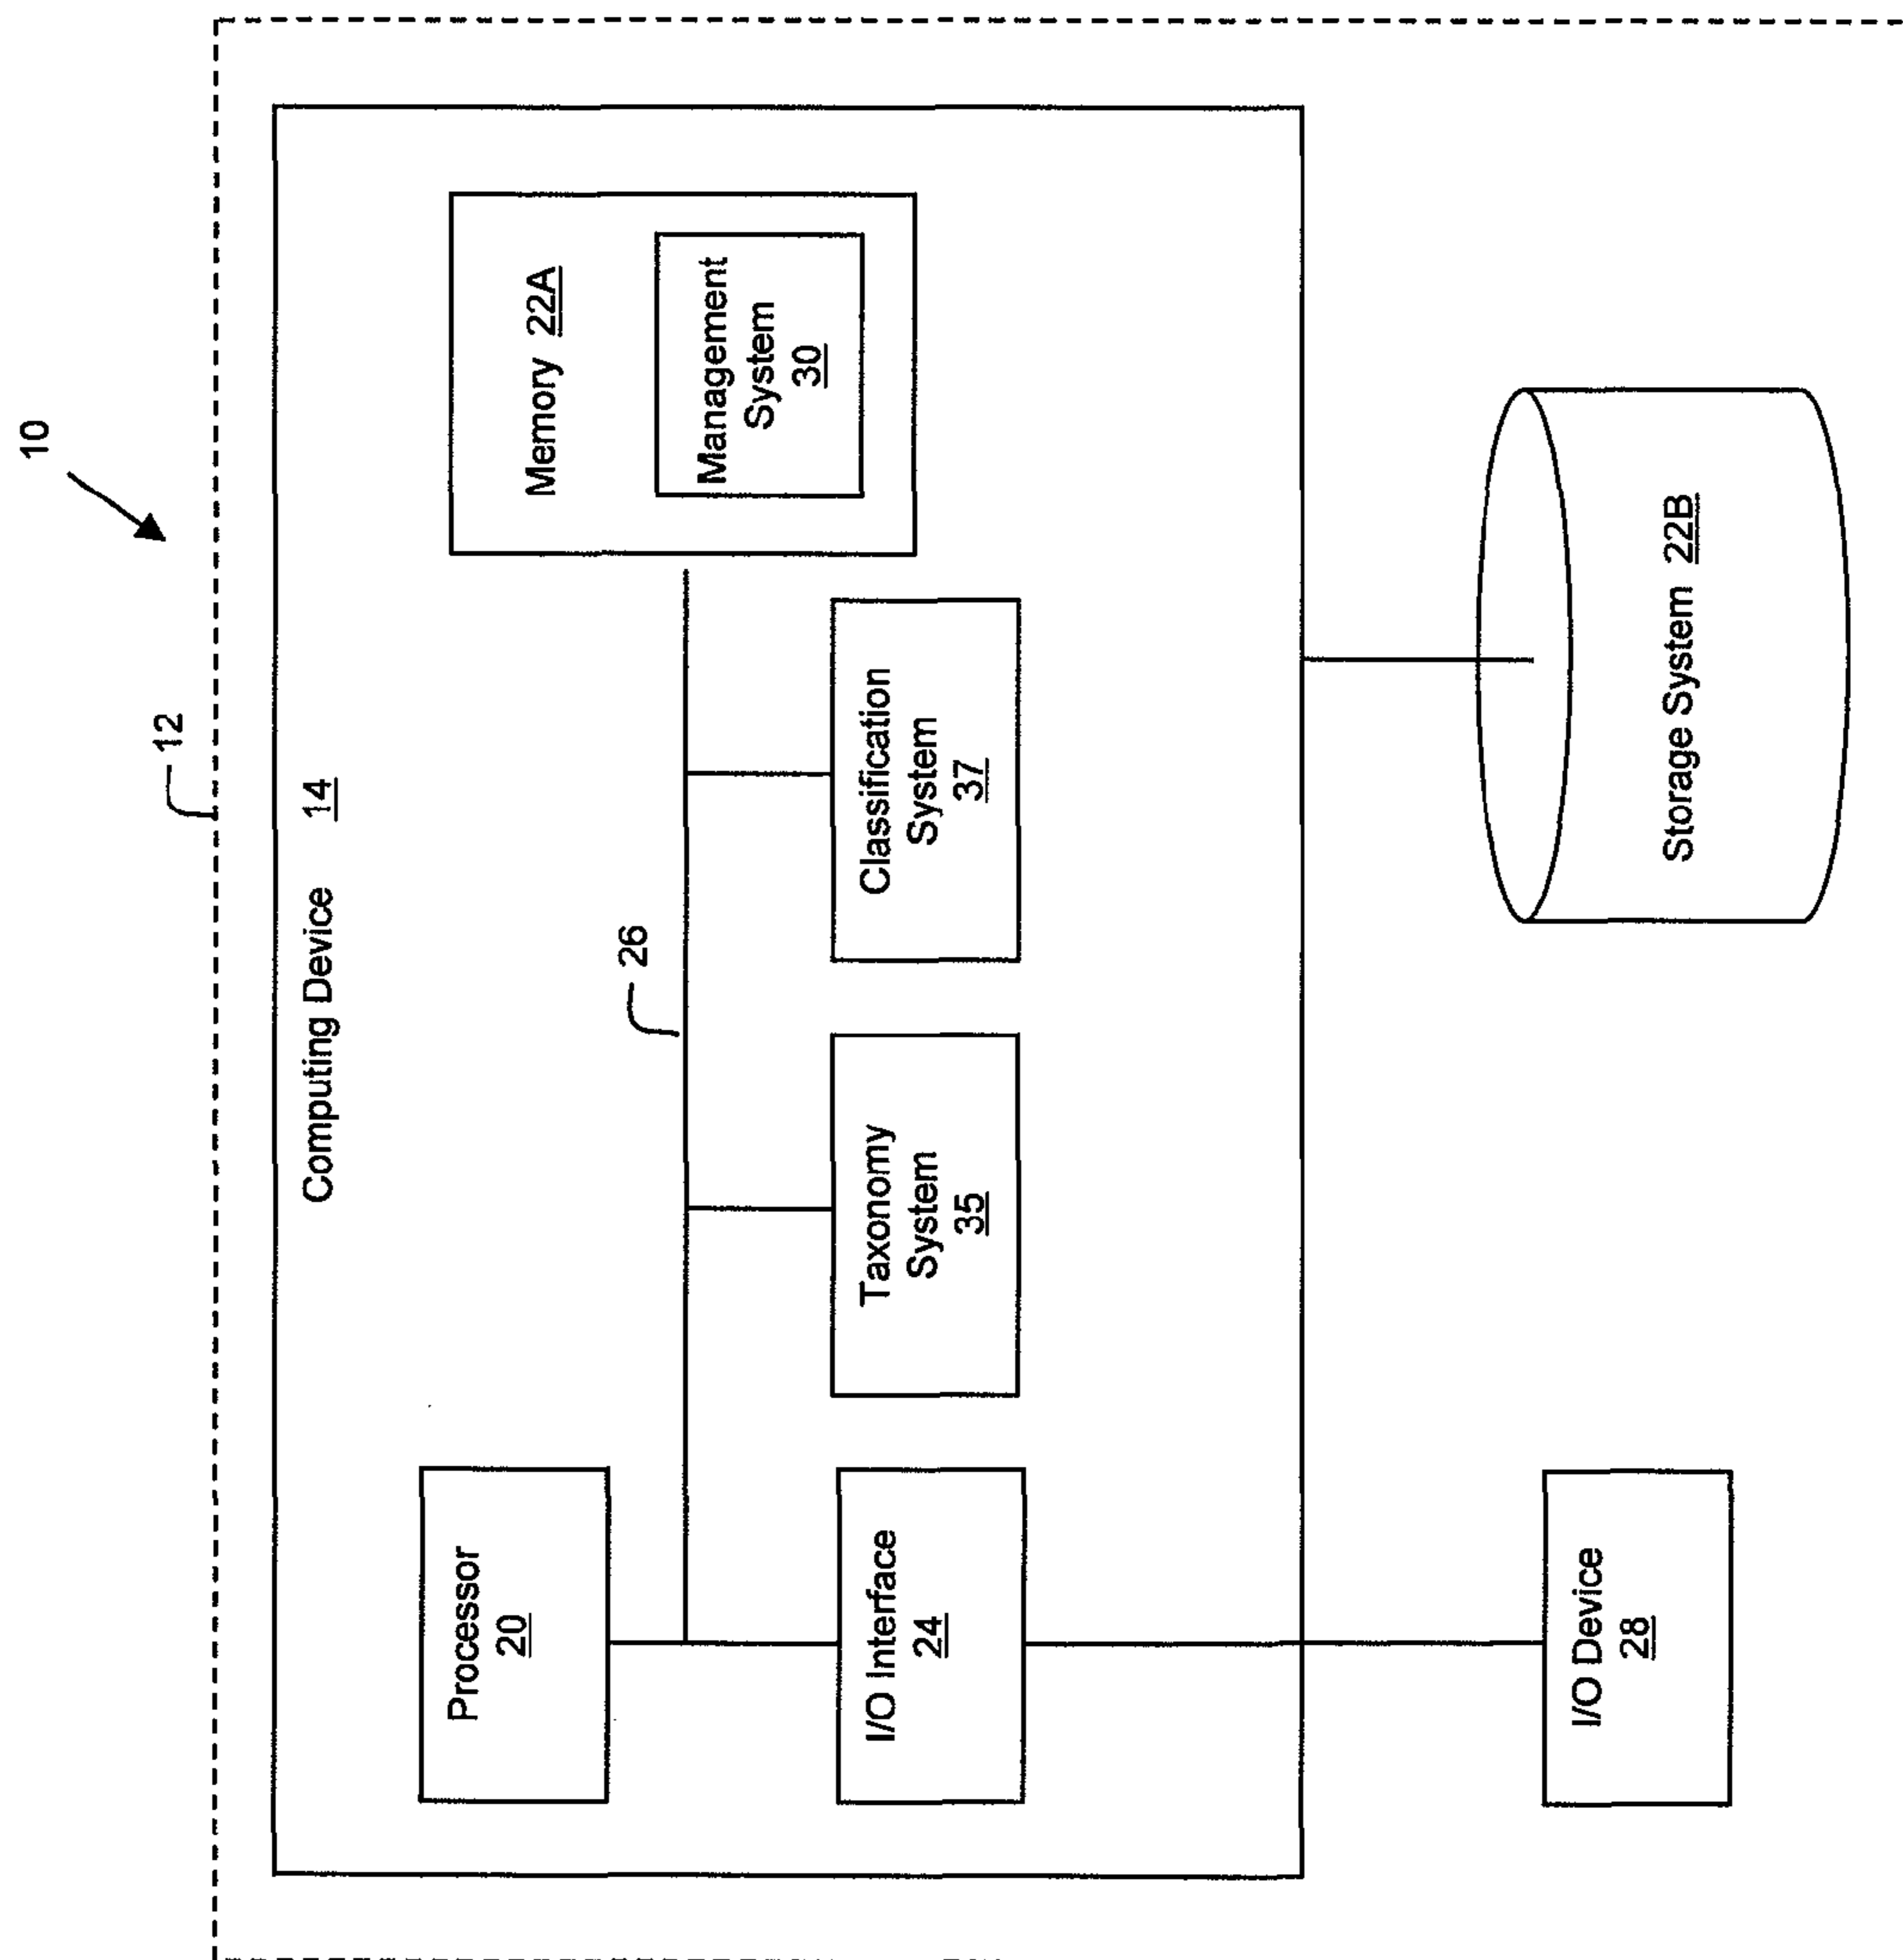 10
12
Computing Device 14
Processor
20
Memory 22A
Management
System
30
26
I/O Interface
24
Taxonomy
System
35
Classification
System
37
I/O Device
28
Storage System 22B